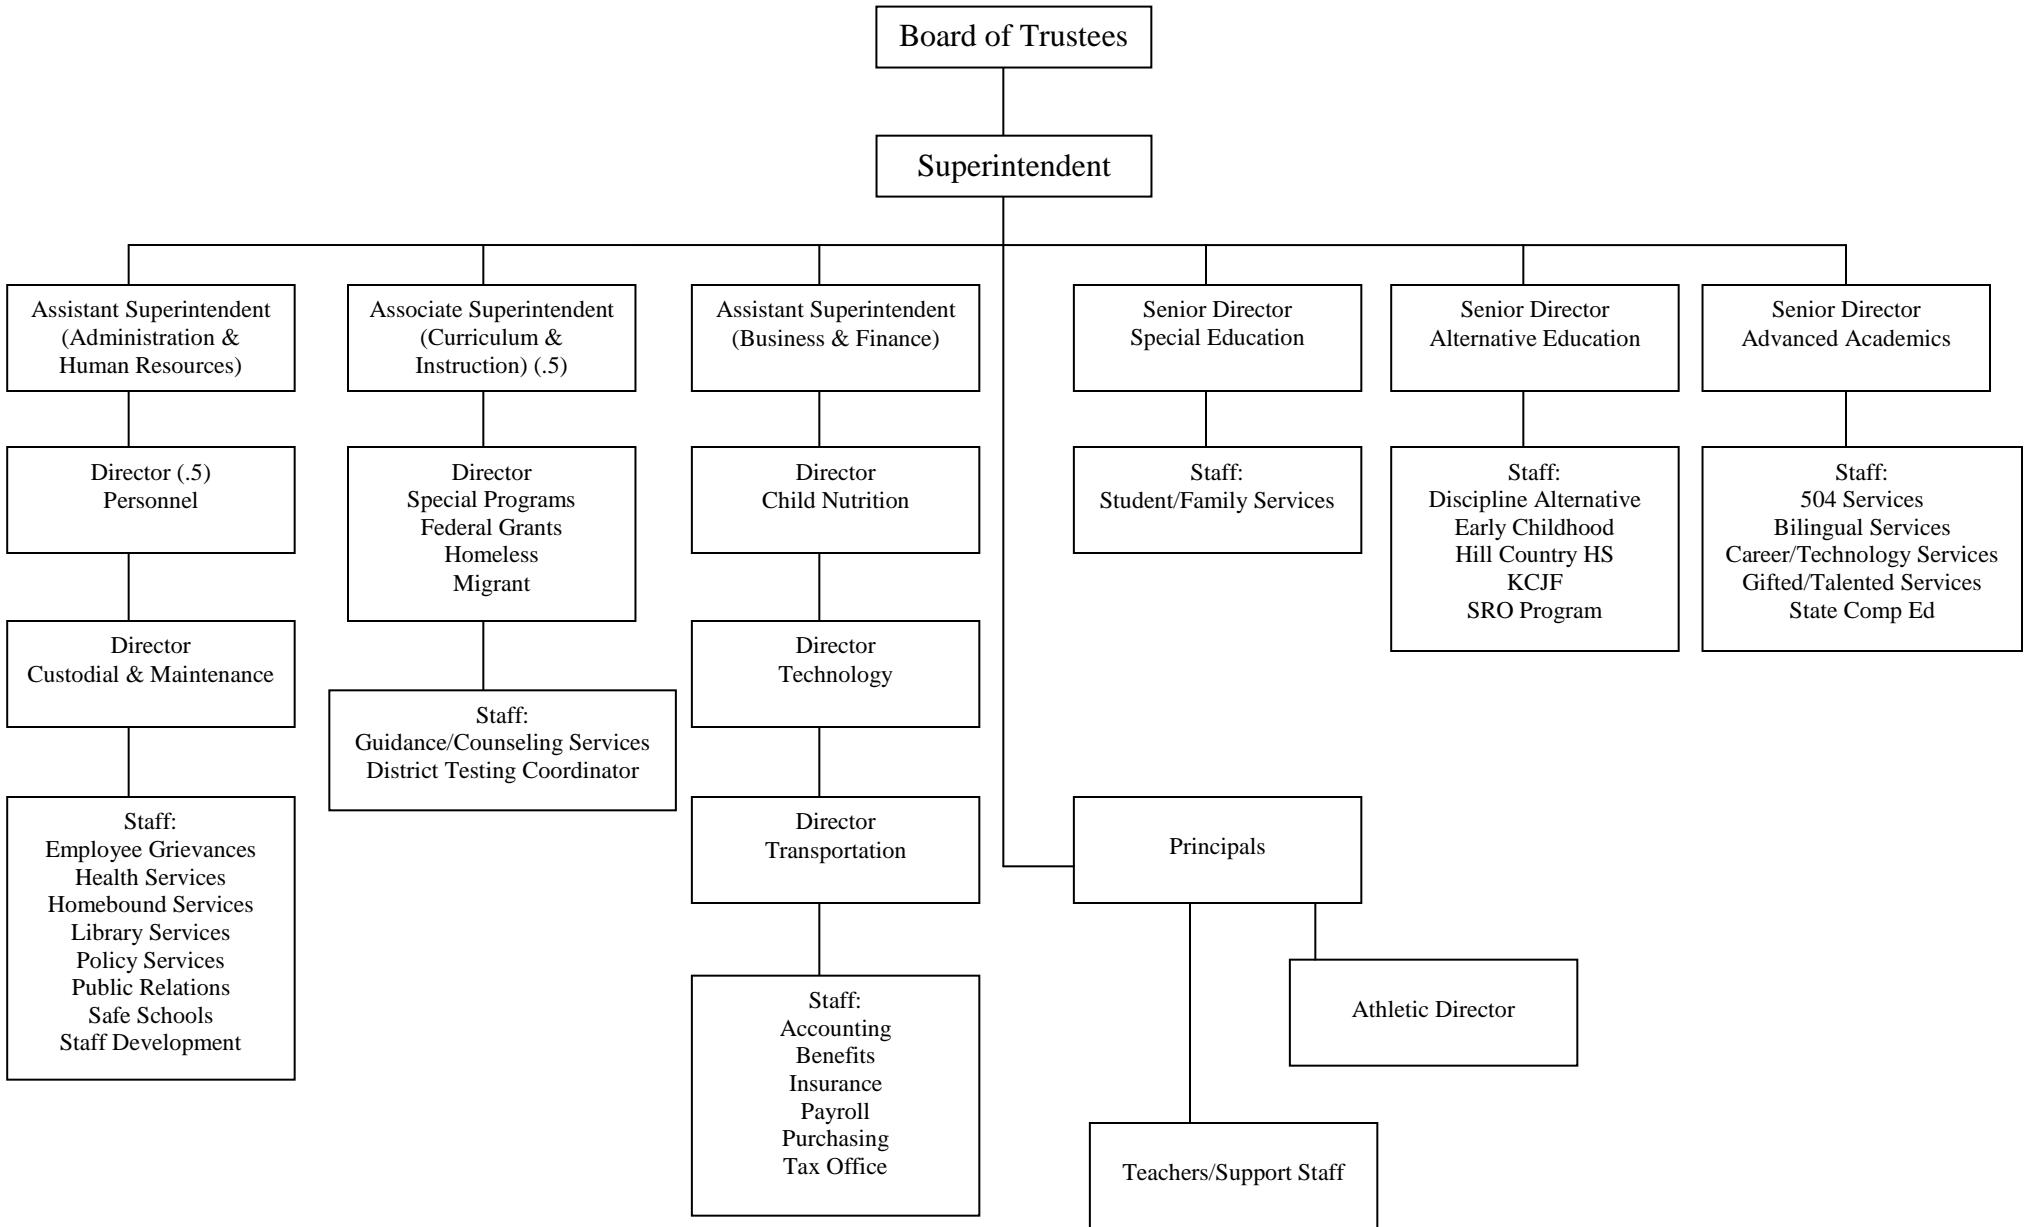 Board of Trustees
Superintendent
Assistant Superintendent
(Administration &
Human Resources)
Associate Superintendent
(Curriculum &
Instruction) (.5)
Assistant Superintendent
(Business & Finance)
Senior Director
Special Education
Senior Director
Alternative Education
Senior Director
Advanced Academics
Director (.5)
Personnel
Director
Special Programs
Federal Grants
Homeless
Migrant
Director
Child Nutrition
Staff:
Student/Family Services
Staff:
Discipline Alternative
Early Childhood
Hill Country HS
KCJF
SRO Program
Staff:
504 Services
Bilingual Services
Career/Technology Services
Gifted/Talented Services
State Comp Ed
Director
Custodial & Maintenance
Director
Technology
Staff:
Guidance/Counseling Services
District Testing Coordinator
Staff:
Employee Grievances
Health Services
Homebound Services
Library Services
Policy Services
Public Relations
Safe Schools
Staff Development
Director
Transportation
Principals
Staff:
Accounting
Benefits
Insurance
Payroll
Purchasing
Tax Office
Athletic Director
Teachers/Support Staff